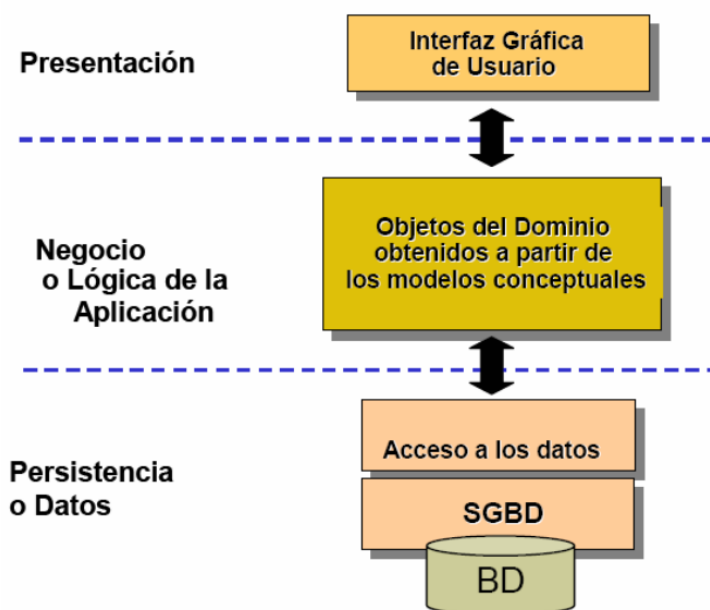 Presentación
Interfaz Gráfica
de Usuario
Negocio
o Lógica de la
Aplicación
Objetos del Dominio
obtenidos a partir de
los modelos conceptuales
Persistencia
o Datos
Acceso a los datos
SGBD
BD